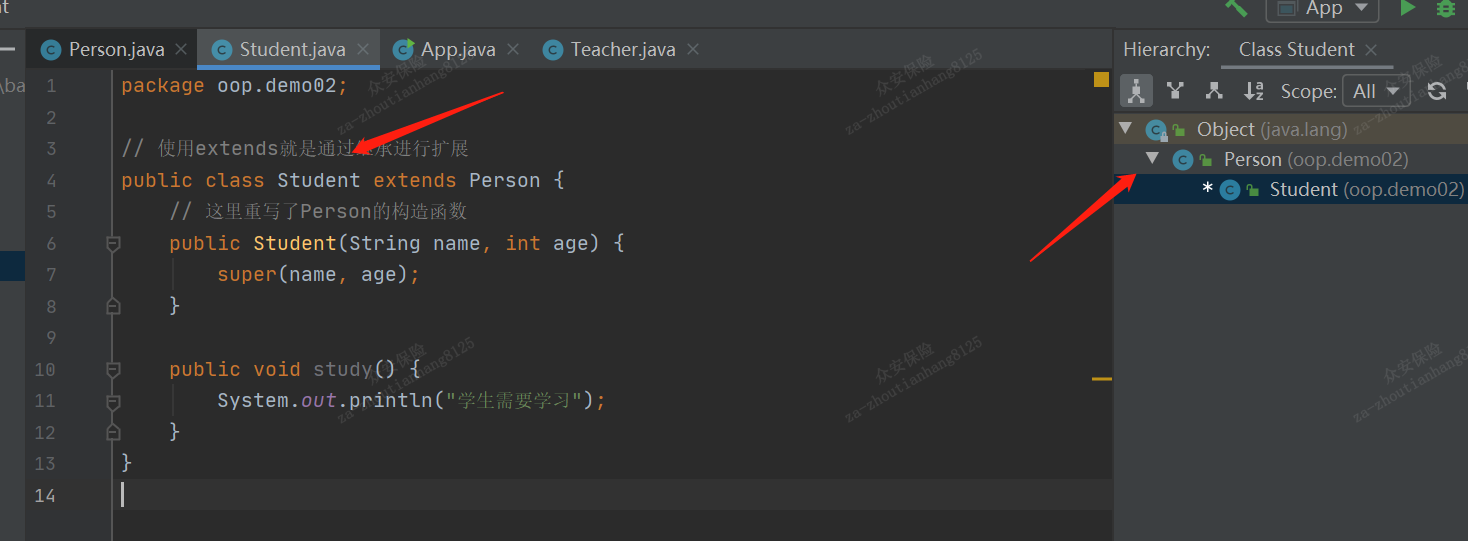 nt
App
Person.java
Student.java
App.java
Teacher.java
Hierarchy:
Class Student
\ba
Scope:
All
1 package oop.demo02;
2
3 // 使用extends就是通过继承进行扩展
4 public class Student extends Person {
5 // 这里重写了Person的构造函数
6 public Student(String name, int age) {
7 super(name, age);
8 }
9
10 public void study() {
11 System.out.println("学生需要学习");
12 }
13 }
14
Object (java.lang)
Person (oop.demo02)
* Student (oop.demo02)
众安保险
za-zhoutianhang8125
众安保险
za-zhoutianhang8125
众安保险
za-zhoutianhang8125
众安保险
za-zhoutianhang8125
众安保险
za-zhoutianhang8125
众安保险
za-zhoutianhang8125